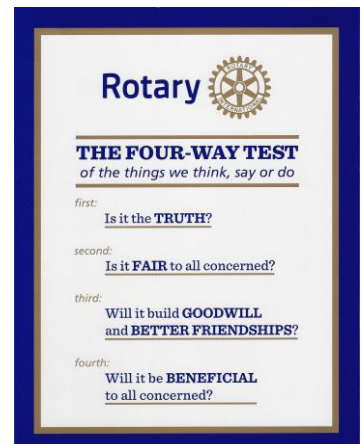 Rotary
ROTARY
INTERNATIONAL
THE FOUR-WAY TEST
of the things we think, say or do
first:
Is it the TRUTH?
second:
Is it FAIR to all concerned?
third:
Will it build GOODWILL
and BETTER FRIENDSHIPS?
fourth:
Will it be BENEFICIAL
to all concerned?